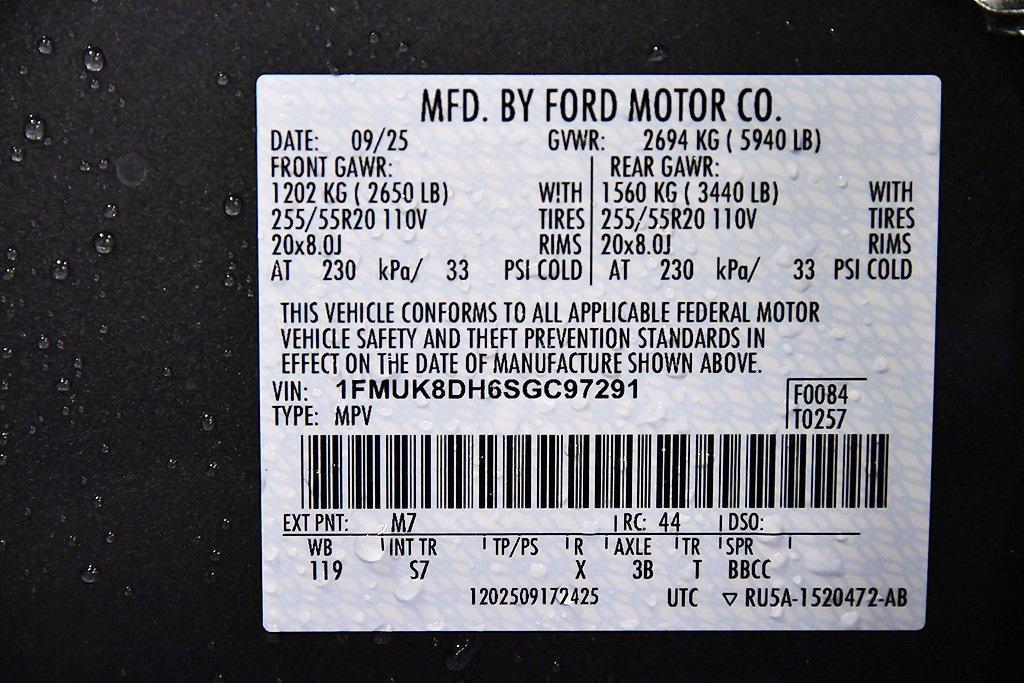 MFD. BY FORD MOTOR CO.
DATE: 09/25 GVWR: 2694 KG ( 5940 LB)
FRONT GAWR: REAR GAWR:
1202 KG ( 2650 LB) WITH 1560 KG ( 3440 LB) WITH
255/55R20 110V TIRES 255/55R20 110V TIRES
20x8.0J RIMS 20x8.0J RIMS
AT 230 kPa/ 33 PSI COLD AT 230 kPa/ 33 PSI COLD
THIS VEHICLE CONFORMS TO ALL APPLICABLE FEDERAL MOTOR
VEHICLE SAFETY AND THEFT PREVENTION STANDARDS IN
EFFECT ON THE DATE OF MANUFACTURE SHOWN ABOVE.
VIN: 1FMUK8DH6SGC97291 F0084
TYPE: MPV T0257
EXT PNT: M7 RC: 44 DSO:
WB INT TR TP/PS R AXLE TR SPR
119 S7 X 3B T BBCC
1202509172425 UTC ▽ RU5A-1520472-AB